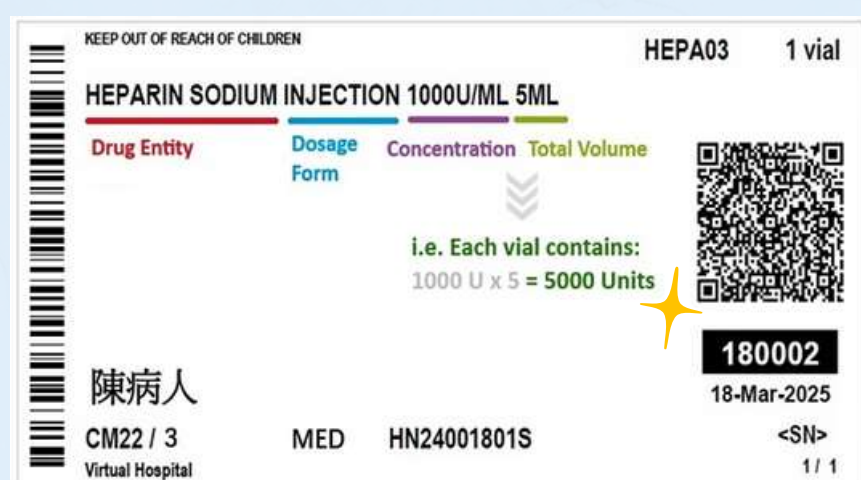 KEEP OUT OF REACH OF CHILDREN
HEPA03 1 vial
HEPARIN SODIUM INJECTION 1000U/ML 5ML
Drug Entity Dosage Form Concentration Total Volume
i.e. Each vial contains:
1000 U x 5 = 5000 Units
180002
陳病人
18-Mar-2025
CM22 / 3 MED HN24001801S <SN>
Virtual Hospital 1 / 1